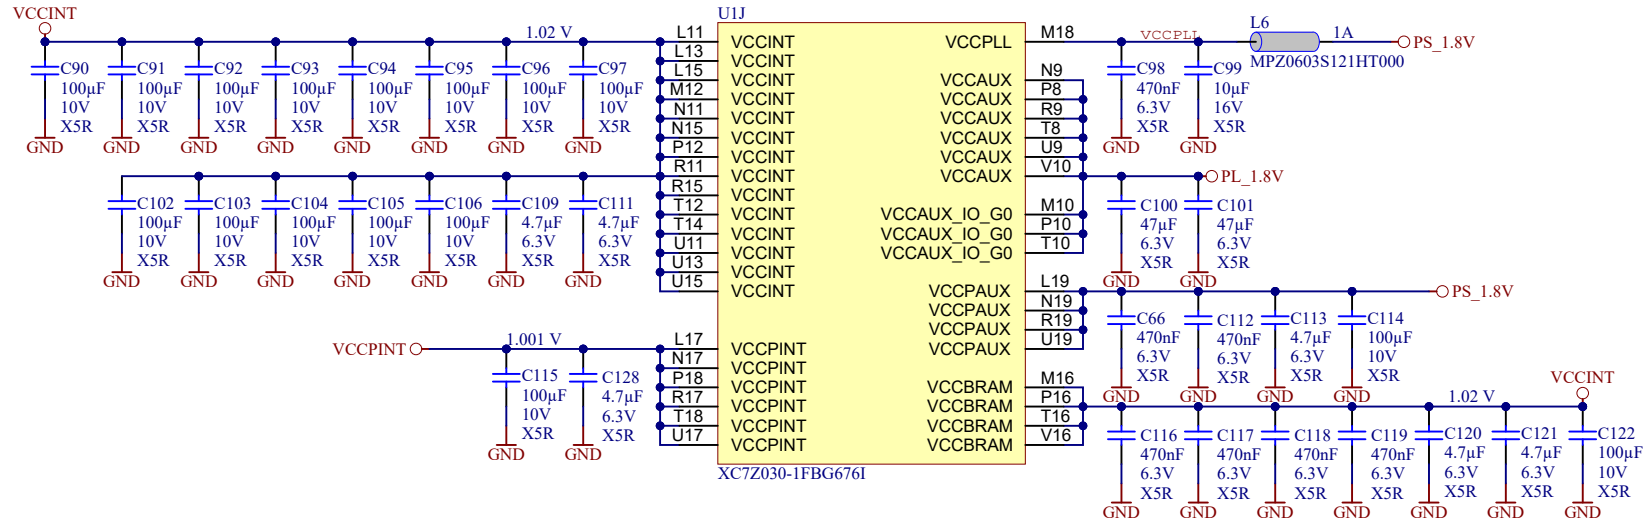 VCCINT
U1J
1.02 V
L11
VCCINT
VCCPLL
M18
VCCPLL
L6
1A
PS_1.8V
MPZ0603S121HT000
L13
VCCINT
C90
100µF
10V
X5R
GND
C91
100µF
10V
X5R
GND
C92
100µF
10V
X5R
GND
C93
100µF
10V
X5R
GND
C94
100µF
10V
X5R
GND
C95
100µF
10V
X5R
GND
C96
100µF
10V
X5R
GND
C97
100µF
10V
X5R
GND
L15
VCCINT
M12
VCCINT
N11
VCCINT
N15
VCCINT
P12
VCCINT
R11
VCCINT
R15
VCCINT
T12
VCCINT
T14
VCCINT
U11
VCCINT
U13
VCCINT
U15
VCCINT
C102
100µF
10V
X5R
GND
C103
100µF
10V
X5R
GND
C104
100µF
10V
X5R
GND
C105
100µF
10V
X5R
GND
C106
100µF
10V
X5R
GND
C109
4.7µF
6.3V
X5R
GND
C111
4.7µF
6.3V
X5R
GND
VCCPINT
1.001 V
L17
VCCPINT
N17
VCCPINT
P18
VCCPINT
R17
VCCPINT
T18
VCCPINT
U17
VCCPINT
C115
100µF
10V
X5R
GND
C128
4.7µF
6.3V
X5R
GND
C98
470nF
6.3V
X5R
GND
C99
10µF
16V
X5R
GND
VCCAUX
N9
VCCAUX
P8
VCCAUX
R9
VCCAUX
T8
VCCAUX
U9
VCCAUX
V10
PL_1.8V
VCCAUX_IO_G0
M10
VCCAUX_IO_G0
P10
VCCAUX_IO_G0
T10
C100
47µF
6.3V
X5R
GND
C101
47µF
6.3V
X5R
GND
VCCPAUX
L19
PS_1.8V
VCCPAUX
N19
VCCPAUX
R19
VCCPAUX
U19
C66
470nF
6.3V
X5R
GND
C112
470nF
6.3V
X5R
GND
C113
4.7µF
6.3V
X5R
GND
C114
100µF
10V
X5R
GND
VCCINT
1.02 V
VCCBRAM
M16
VCCBRAM
P16
VCCBRAM
T16
VCCBRAM
V16
C116
470nF
6.3V
X5R
GND
C117
470nF
6.3V
X5R
GND
C118
470nF
6.3V
X5R
GND
C119
470nF
6.3V
X5R
GND
C120
4.7µF
6.3V
X5R
GND
C121
4.7µF
6.3V
X5R
GND
C122
100µF
10V
X5R
GND
XC7Z030-1FBG676I